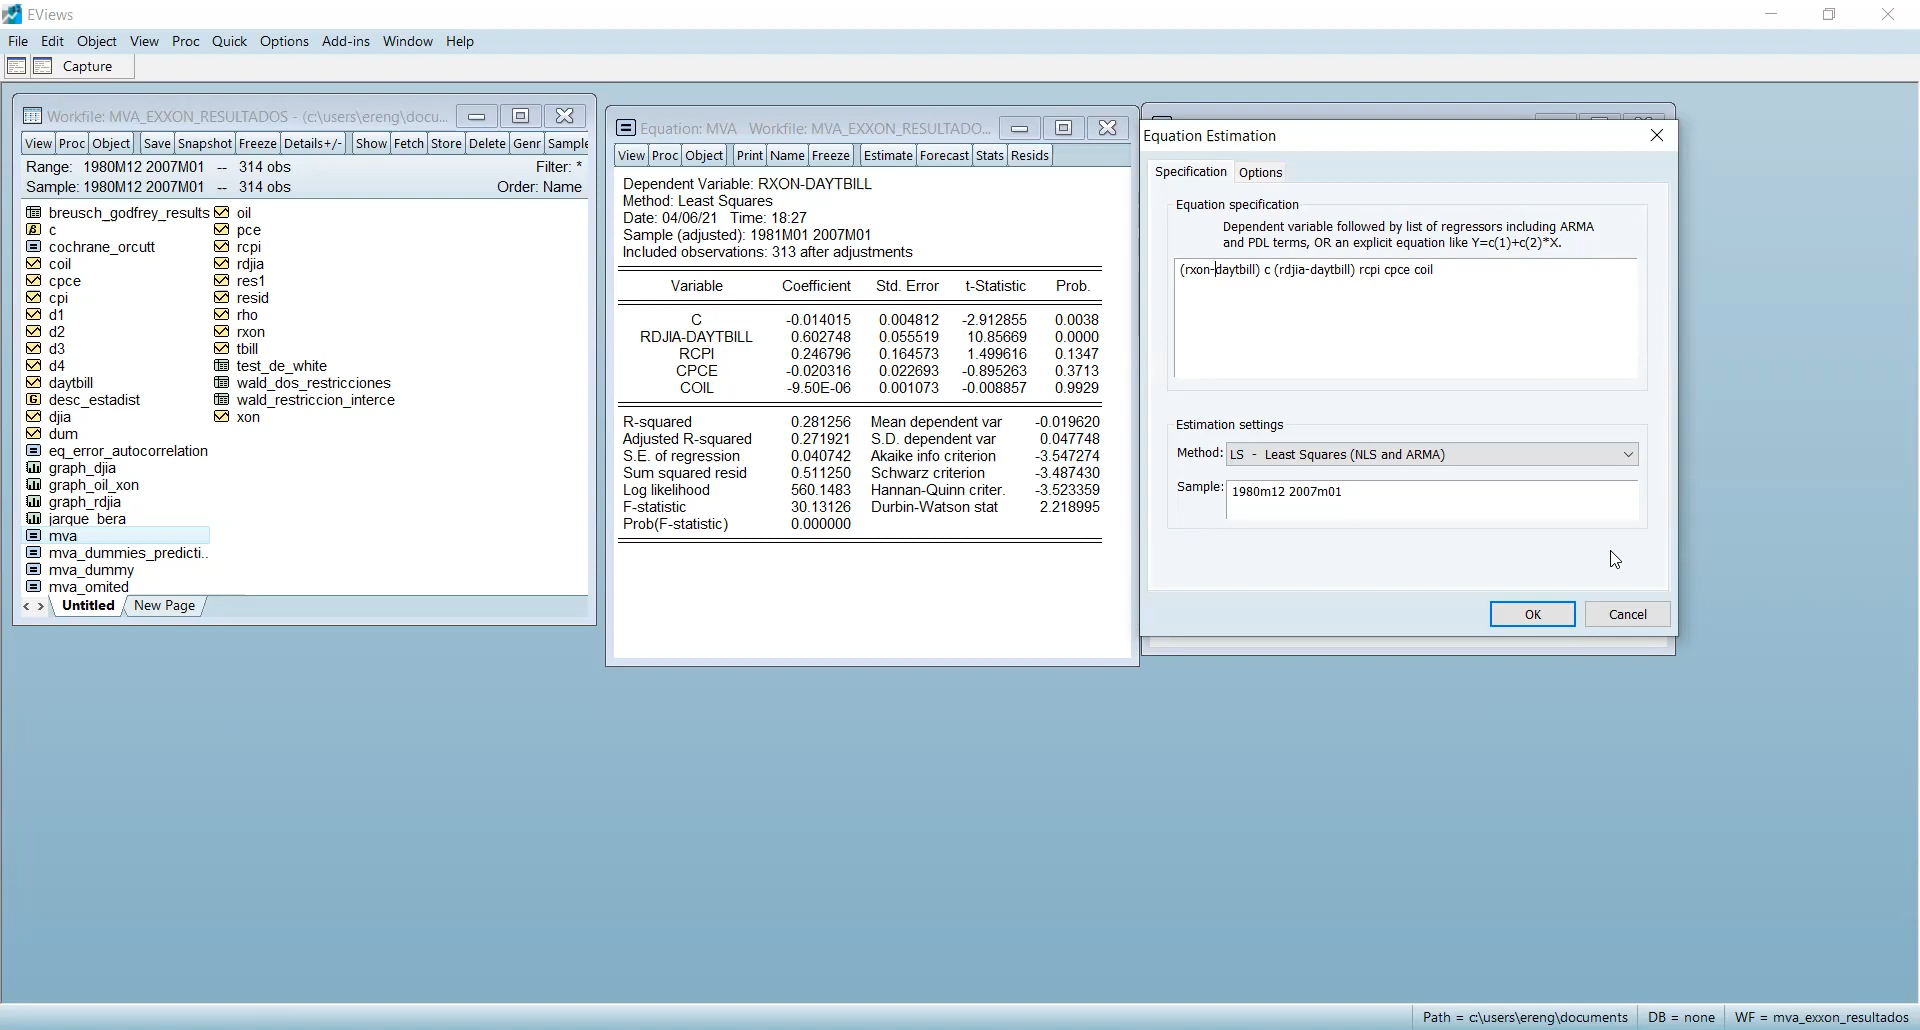 EViews
File Edit Object View Proc Quick Options Add-ins Window Help
Capture
Workfile: MVA_EXXON_RESULTADOS - (c:\users\ereng\docu...
View Proc Object Save Snapshot Freeze Details+/- Show Fetch Store Delete Genr Sample
Range: 1980M12 2007M01 -- 314 obs Filter: *
Sample: 1980M12 2007M01 -- 314 obs Order: Name
breusch_godfrey_results
c
cochrane_orcutt
coil
cpce
cpi
d1
d2
d3
d4
daytbill
desc_estadist
djia
dum
eq_error_autocorrelation
graph_djia
graph_oil_xon
graph_rdjia
jarque_bera
mva
mva_dummies_predicti..
mva_dummy
mva_omited
oil
pce
rcpi
rdjia
res1
resid
rho
rxon
tbill
test_de_white
wald_dos_restricciones
wald_restriccion_interce
xon
Untitled New Page
Equation: MVA Workfile: MVA_EXXON_RESULTADO...
View Proc Object Print Name Freeze Estimate Forecast Stats Resids
Dependent Variable: RXON-DAYTBILL
Method: Least Squares
Date: 04/06/21 Time: 18:27
Sample (adjusted): 1981M01 2007M01
Included observations: 313 after adjustments
Variable Coefficient Std. Error t-Statistic Prob.
C -0.014015 0.004812 -2.912855 0.0038
RDJIA-DAYTBILL 0.602748 0.055519 10.85669 0.0000
RCPI 0.246796 0.164573 1.499616 0.1347
CPCE -0.020316 0.022693 -0.895263 0.3713
COIL -9.50E-06 0.001073 -0.008857 0.9929
R-squared 0.281256 Mean dependent var -0.019620
Adjusted R-squared 0.271921 S.D. dependent var 0.047748
S.E. of regression 0.040742 Akaike info criterion -3.547274
Sum squared resid 0.511250 Schwarz criterion -3.487430
Log likelihood 560.1483 Hannan-Quinn criter. -3.523359
F-statistic 30.13126 Durbin-Watson stat 2.218995
Prob(F-statistic) 0.000000
Equation Estimation
Specification Options
Equation specification
Dependent variable followed by list of regressors including ARMA
and PDL terms, OR an explicit equation like Y=c(1)+c(2)*X.
(rxon-daytbill) c (rdjia-daytbill) rcpi cpce coil
Estimation settings
Method: LS - Least Squares (NLS and ARMA)
Sample: 1980m12 2007m01
OK Cancel
Path = c:\users\ereng\documents DB = none WF = mva_exxon_resultados